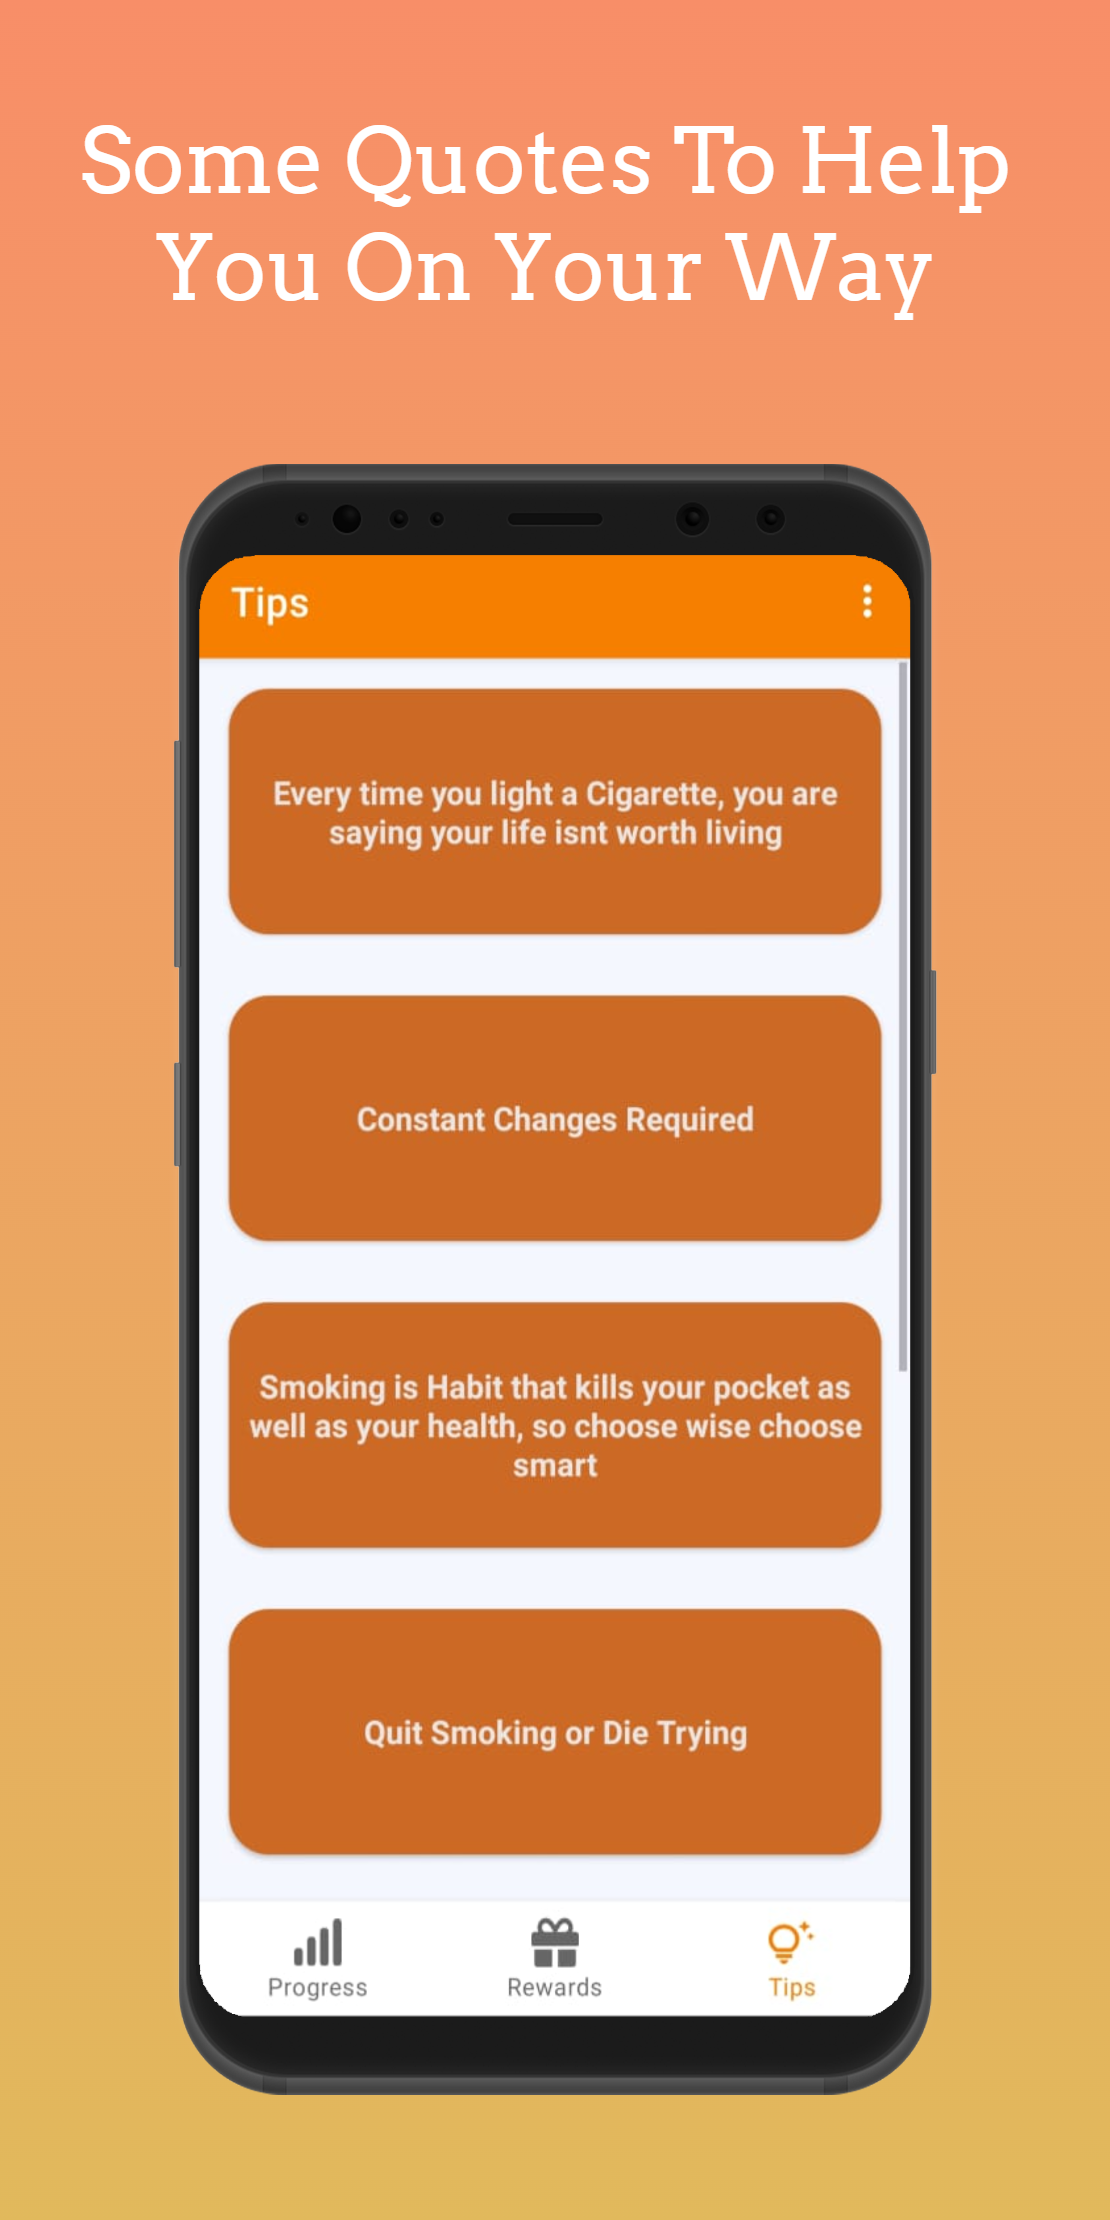 Some Quotes To Help
You On Your Way
Tips
Every time you light a Cigarette, you are
saying your life isnt worth living
Constant Changes Required
Smoking is Habit that kills your pocket as
well as your health, so choose wise choose
smart
Quit Smoking or Die Trying
Progress
Rewards
Tips